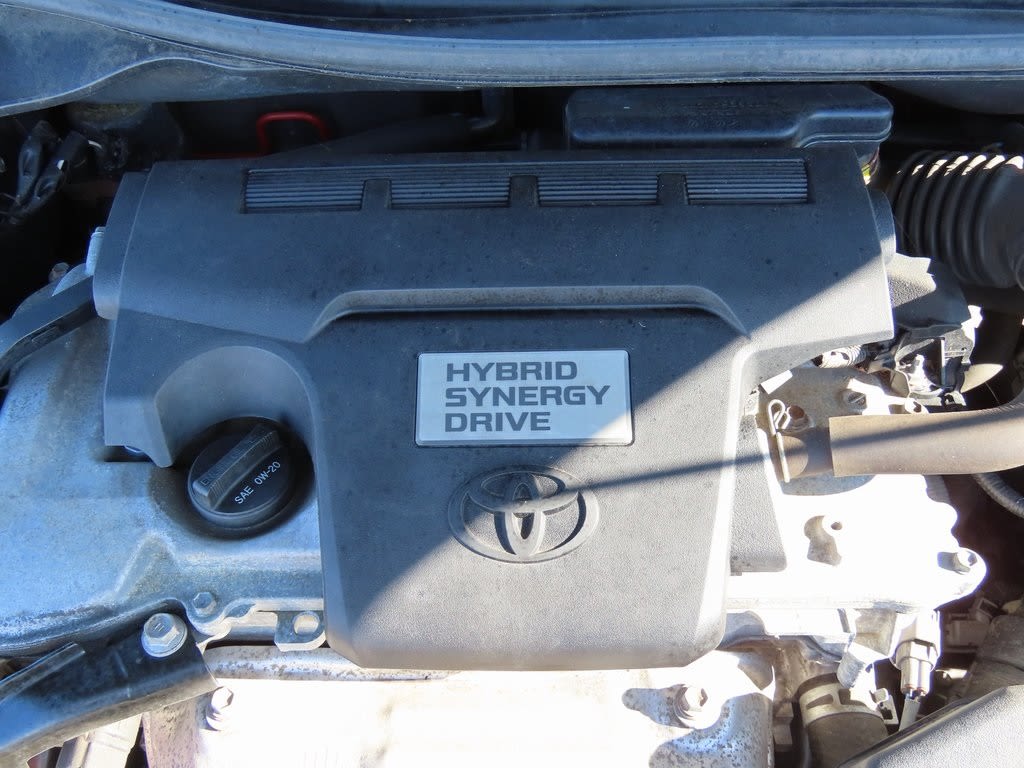 HYBRID
SYNERGY
DRIVE
SAE 0W-20